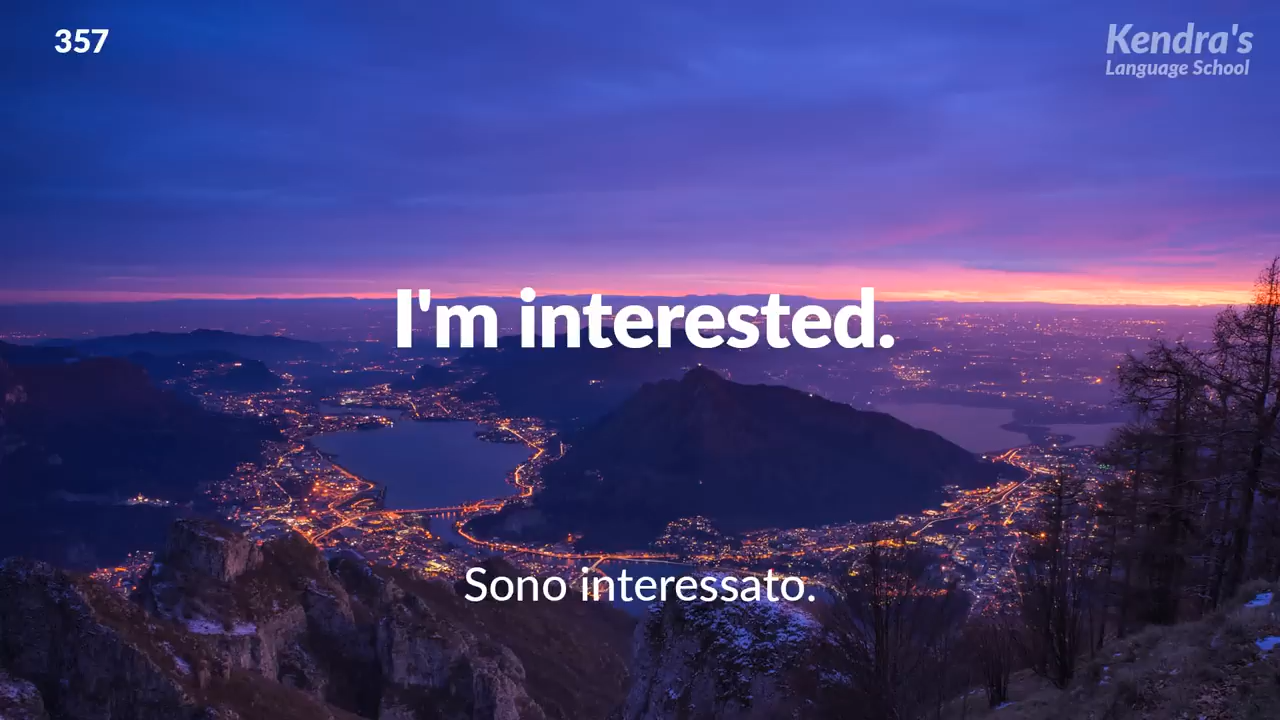 357
Kendra's
Language School
I'm interested.
Sono interessato.